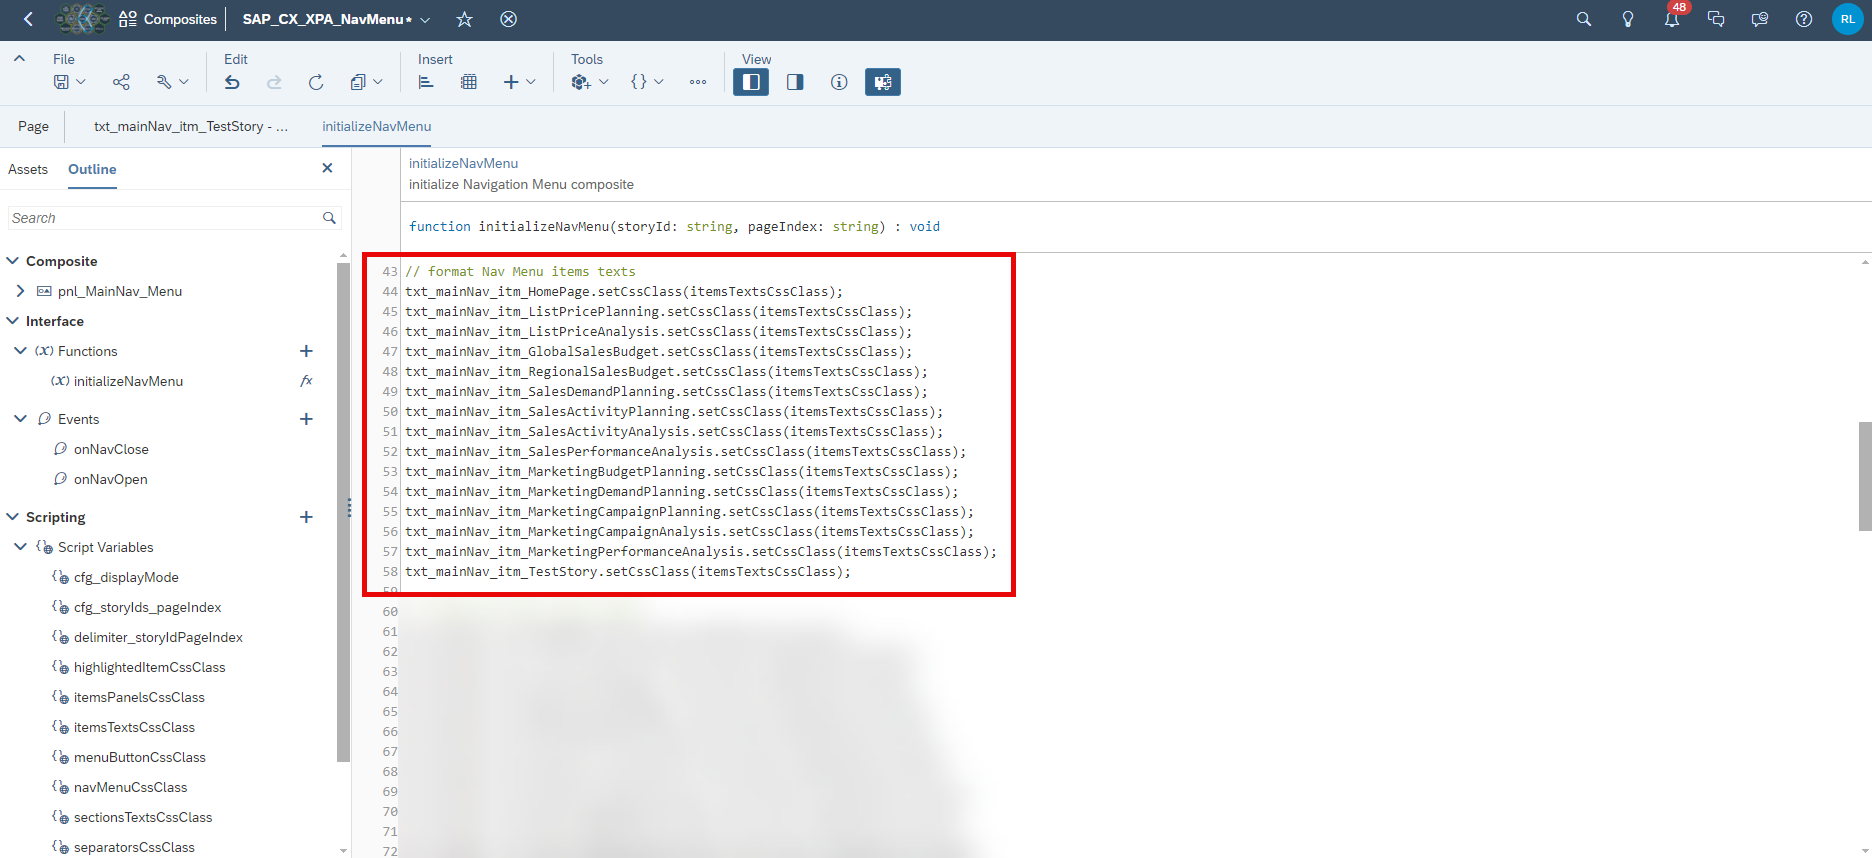 Composites SAP_CX_XPA_NavMenu* 48 RL
File Edit Insert Tools View
Page txt_mainNav_itm_TestStory - ... initializeNavMenu
Assets Outline
Search
Composite
pnl_MainNav_Menu
Interface
(X) Functions
(X) initializeNavMenu fx
Events
onNavClose
onNavOpen
Scripting
Script Variables
cfg_displayMode
cfg_storyIds_pageIndex
delimiter_storyIdPageIndex
highlightedItemCssClass
itemsPanelsCssClass
itemsTextsCssClass
menuButtonCssClass
navMenuCssClass
sectionsTextsCssClass
separatorsCssClass
initializeNavMenu
initialize Navigation Menu composite
function initializeNavMenu(storyId: string, pageIndex: string) : void
43 // format Nav Menu items texts
44 txt_mainNav_itm_HomePage.setCssClass(itemsTextsCssClass);
45 txt_mainNav_itm_ListPricePlanning.setCssClass(itemsTextsCssClass);
46 txt_mainNav_itm_ListPriceAnalysis.setCssClass(itemsTextsCssClass);
47 txt_mainNav_itm_GlobalSalesBudget.setCssClass(itemsTextsCssClass);
48 txt_mainNav_itm_RegionalSalesBudget.setCssClass(itemsTextsCssClass);
49 txt_mainNav_itm_SalesDemandPlanning.setCssClass(itemsTextsCssClass);
50 txt_mainNav_itm_SalesActivityPlanning.setCssClass(itemsTextsCssClass);
51 txt_mainNav_itm_SalesActivityAnalysis.setCssClass(itemsTextsCssClass);
52 txt_mainNav_itm_SalesPerformanceAnalysis.setCssClass(itemsTextsCssClass);
53 txt_mainNav_itm_MarketingBudgetPlanning.setCssClass(itemsTextsCssClass);
54 txt_mainNav_itm_MarketingDemandPlanning.setCssClass(itemsTextsCssClass);
55 txt_mainNav_itm_MarketingCampaignPlanning.setCssClass(itemsTextsCssClass);
56 txt_mainNav_itm_MarketingCampaignAnalysis.setCssClass(itemsTextsCssClass);
57 txt_mainNav_itm_MarketingPerformanceAnalysis.setCssClass(itemsTextsCssClass);
58 txt_mainNav_itm_TestStory.setCssClass(itemsTextsCssClass);
59
60
61
62
63
64
65
66
67
68
69
70
71
72